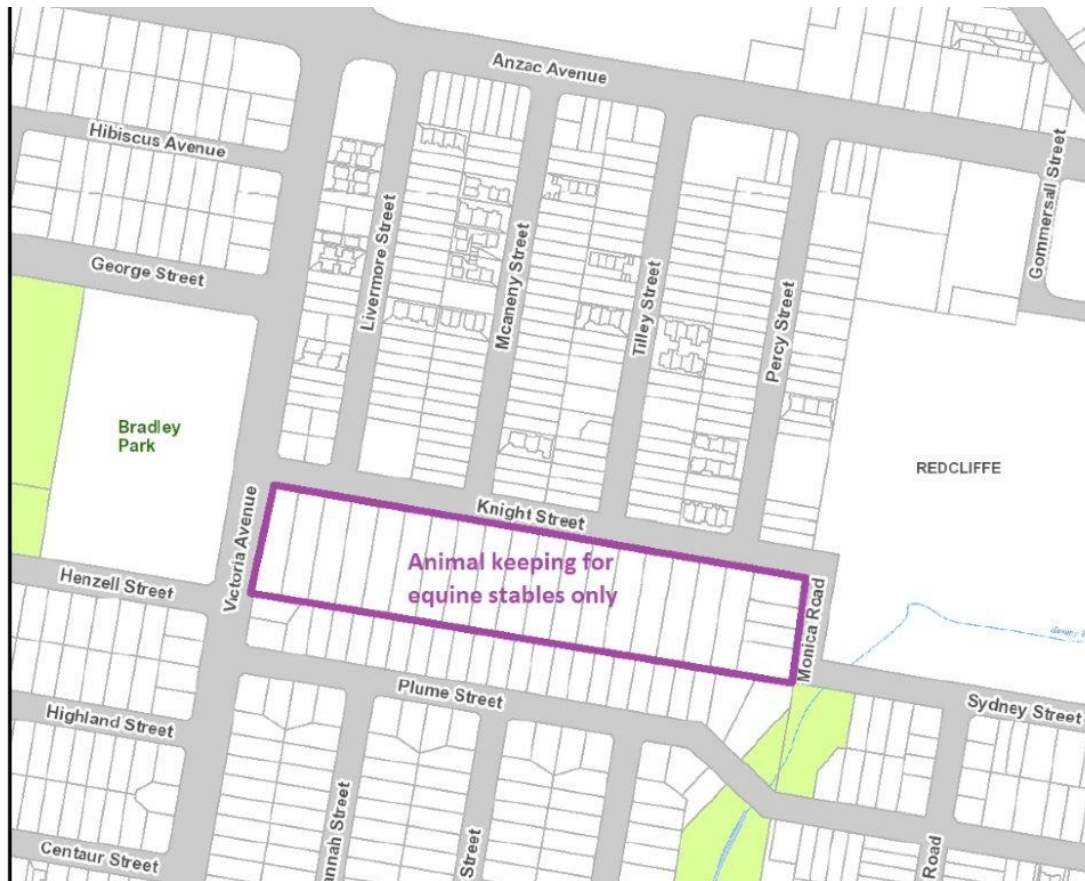 Anzac Avenue
Hibiscus Avenue
Gommersall Street
George Street
Livermore Street
Mcaneny Street
Tilley Street
Percy Street
Bradley
Park
REDCLIFFE
Knight Street
Victoria Avenue
Animal keeping for
equine stables only
Henzell Street
Monica Road
Plume Street
Sydney Street
Highland Street
annah Street
Street
Road
Centaur Street